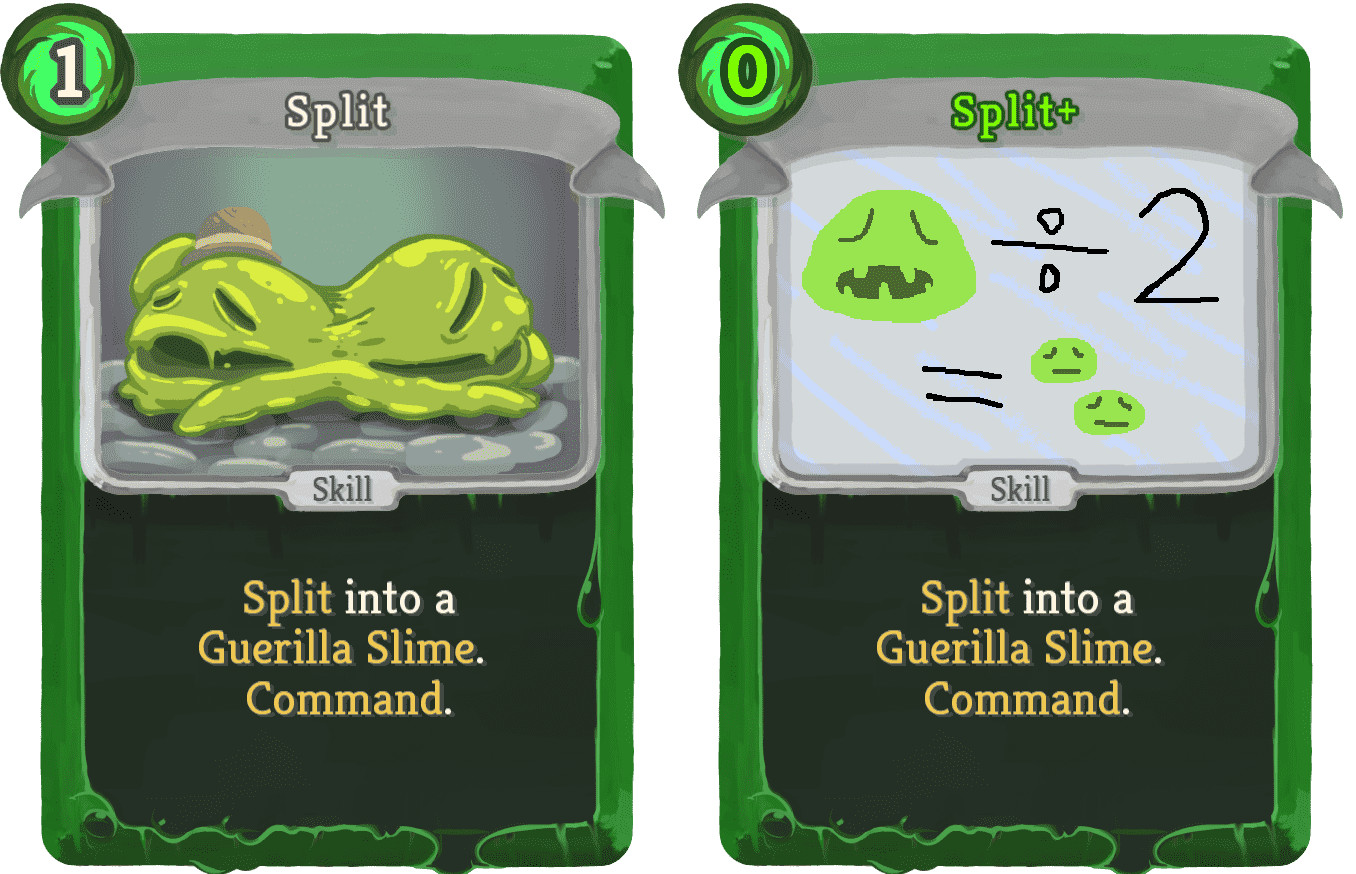 1
Split
Skill
Split into a
Guerilla Slime.
Command.
0
Split+
÷ 2
=
Skill
Split into a
Guerilla Slime.
Command.